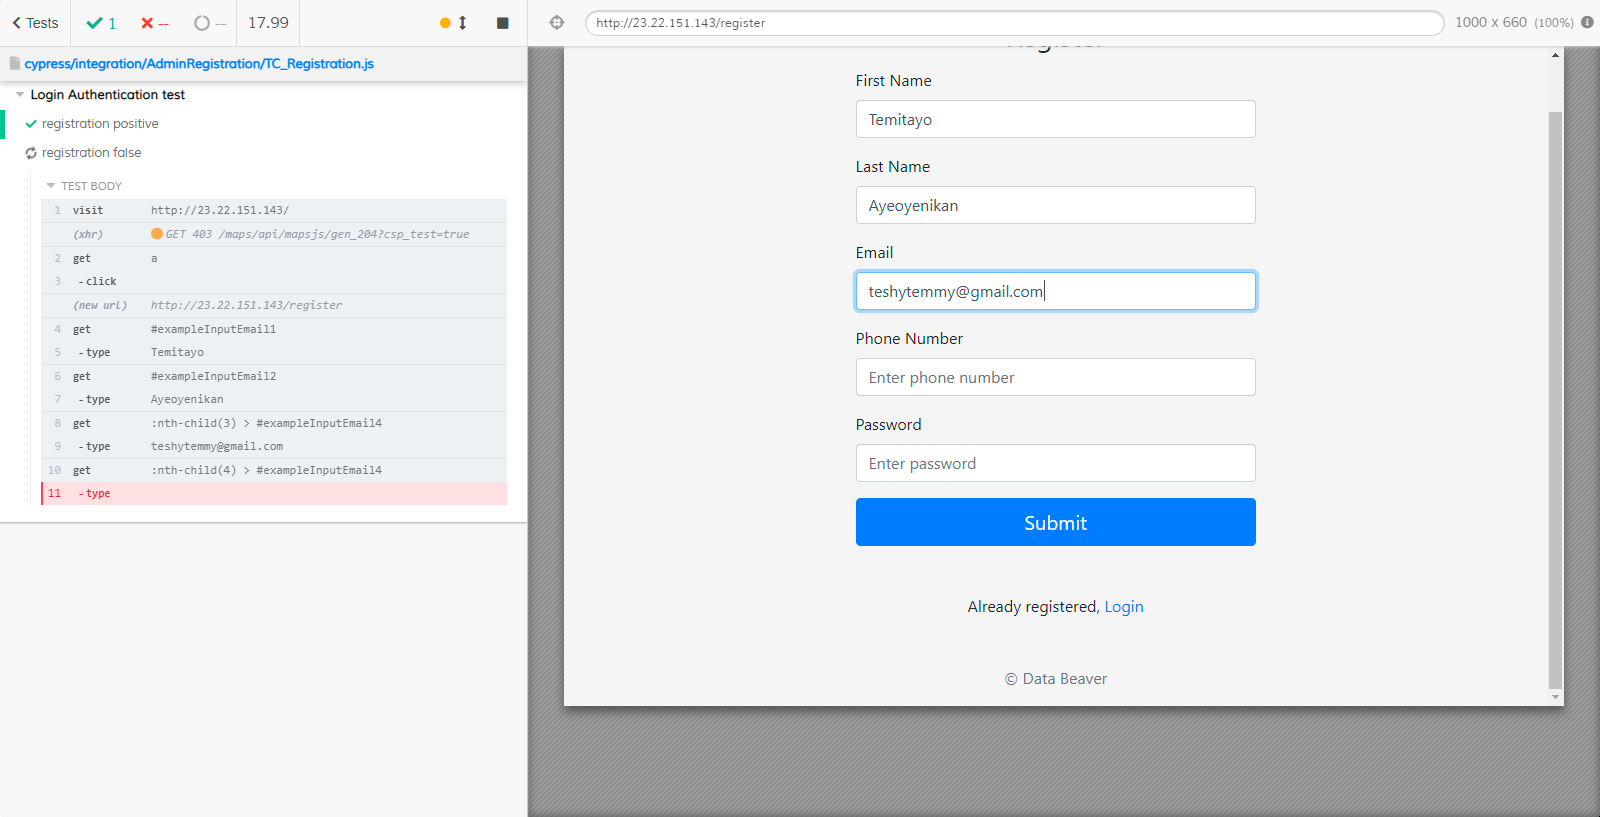 Tests 1 -- -- 17.99
cypress/integration/AdminRegistration/TC_Registration.js
Login Authentication test
registration positive
registration false
TEST BODY
1 visit http://23.22.151.143/
(xhr) GET 403 /maps/api/mapsjs/gen_204?csp_test=true
2 get a
3 -click
(new url) http://23.22.151.143/register
4 get #exampleInputEmail1
5 -type Temitayo
6 get #exampleInputEmail2
7 -type Ayeoyenikan
8 get :nth-child(3) > #exampleInputEmail4
9 -type teshytemmy@gmail.com
10 get :nth-child(4) > #exampleInputEmail4
11 -type
http://23.22.151.143/register 1000 x 660 (100%)
Register
First Name
Temitayo
Last Name
Ayeoyenikan
Email
teshytemmy@gmail.com
Phone Number
Enter phone number
Password
Enter password
Submit
Already registered, Login
© Data Beaver